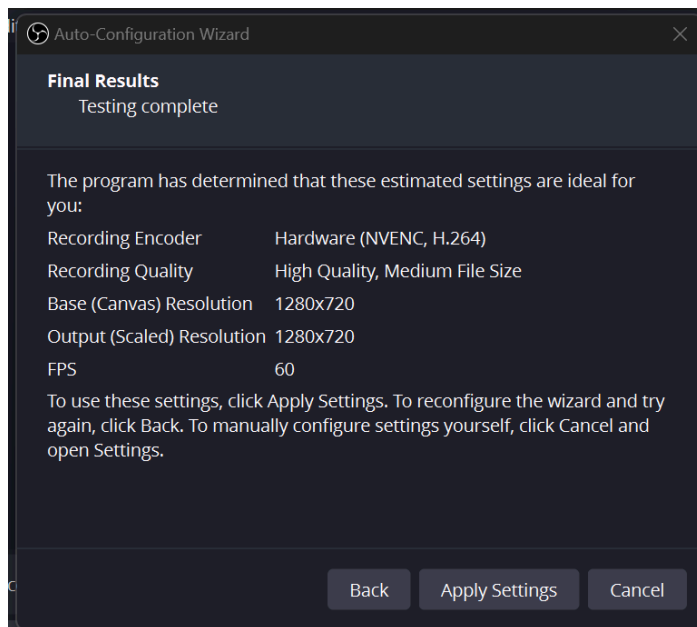 Auto-Configuration Wizard
Final Results
Testing complete
The program has determined that these estimated settings are ideal for
you:
Recording Encoder Hardware (NVENC, H.264)
Recording Quality High Quality, Medium File Size
Base (Canvas) Resolution 1280x720
Output (Scaled) Resolution 1280x720
FPS 60
To use these settings, click Apply Settings. To reconfigure the wizard and try
again, click Back. To manually configure settings yourself, click Cancel and
open Settings.
Back Apply Settings Cancel